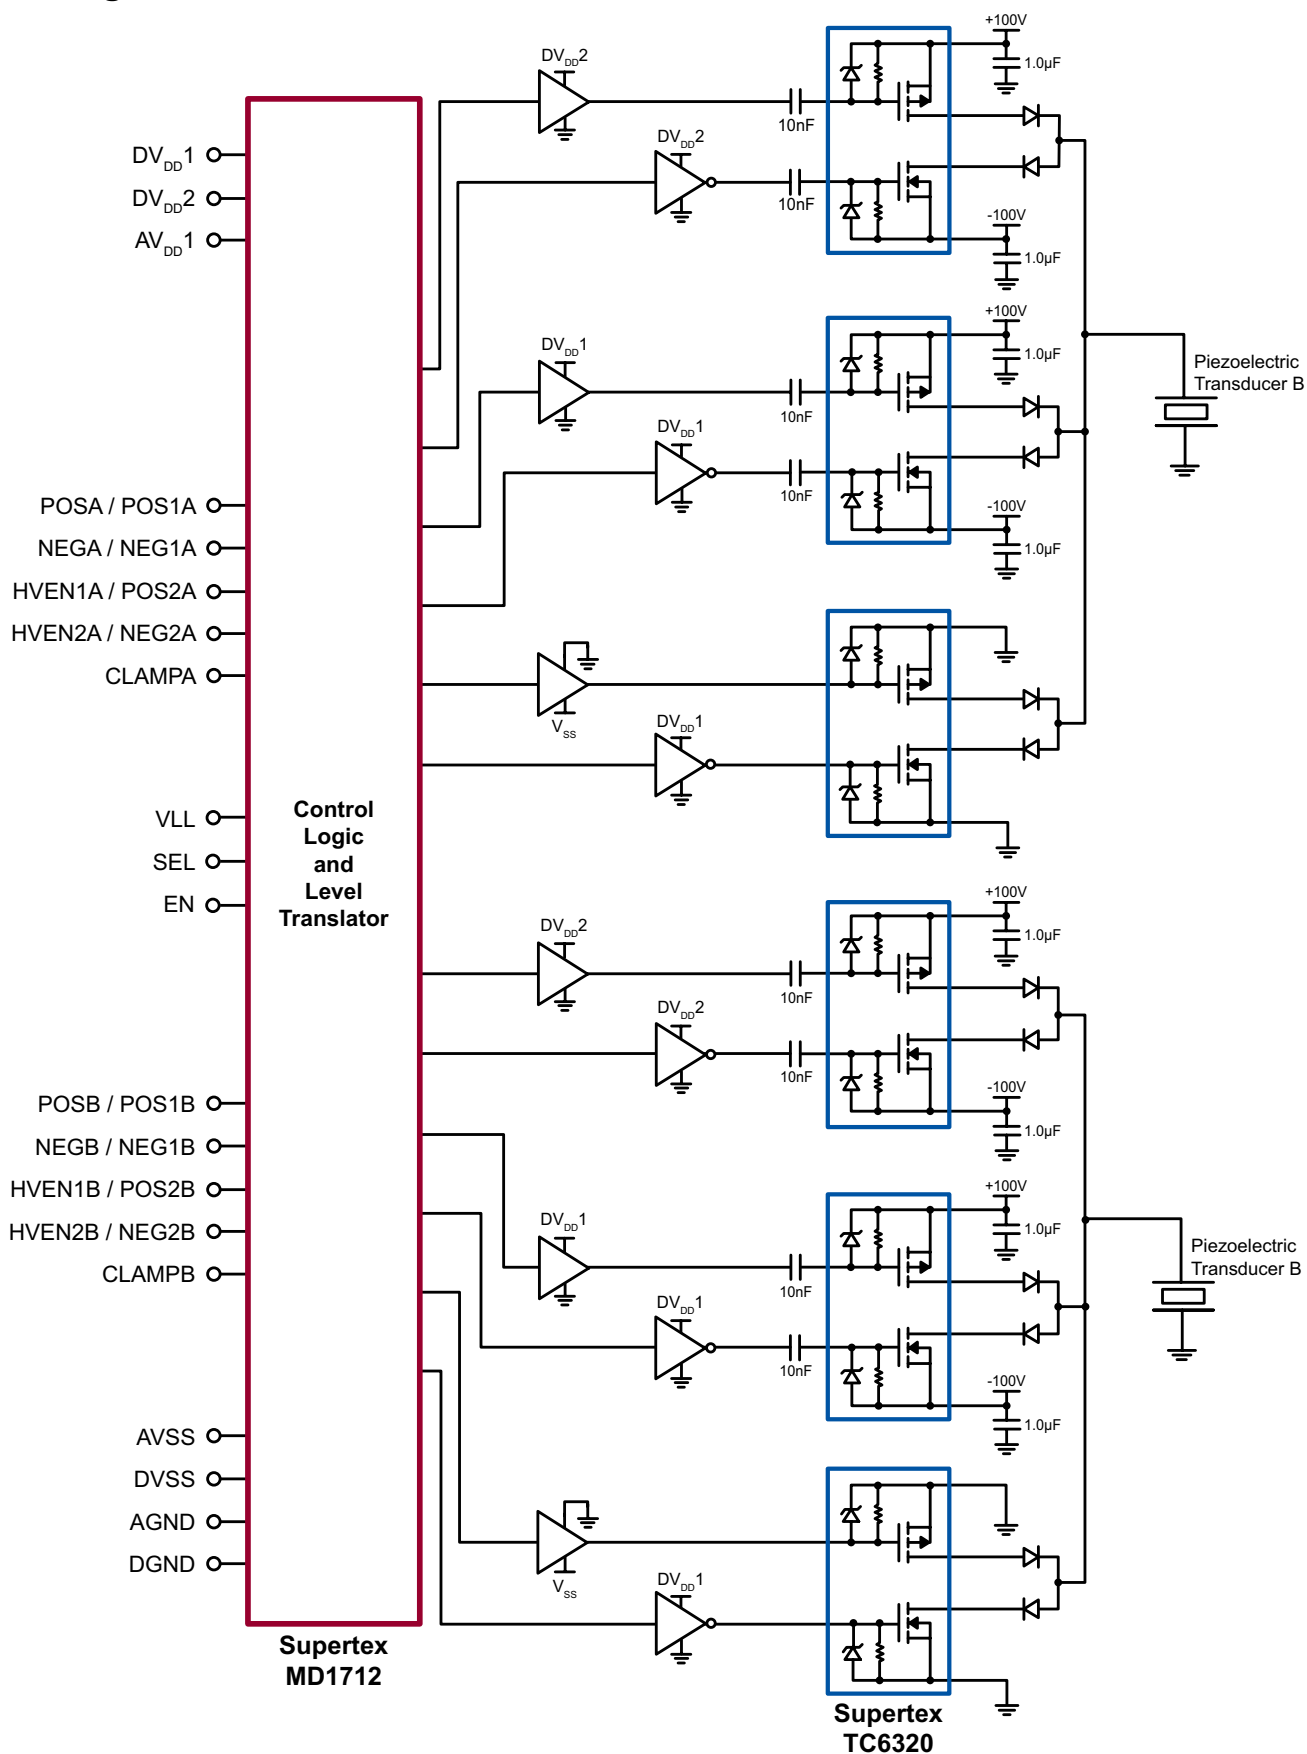 +100V
1.0µF
DVDD2
10nF
DVDD2
10nF
-100V
1.0µF
DVDD1
DVDD2
AVDD1
+100V
1.0µF
DVDD1
10nF
Piezoelectric
Transducer B
DVDD1
10nF
-100V
1.0µF
POSA / POS1A
NEGA / NEG1A
HVEN1A / POS2A
HVEN2A / NEG2A
CLAMPA
VSS
DVDD1
VLL
SEL
EN
Control
Logic
and
Level
Translator
+100V
1.0µF
DVDD2
10nF
DVDD2
10nF
-100V
1.0µF
POSB / POS1B
NEGB / NEG1B
HVEN1B / POS2B
HVEN2B / NEG2B
CLAMPB
+100V
1.0µF
DVDD1
10nF
Piezoelectric
Transducer B
DVDD1
10nF
-100V
1.0µF
AVSS
DVSS
AGND
DGND
VSS
DVDD1
Supertex
MD1712
Supertex
TC6320